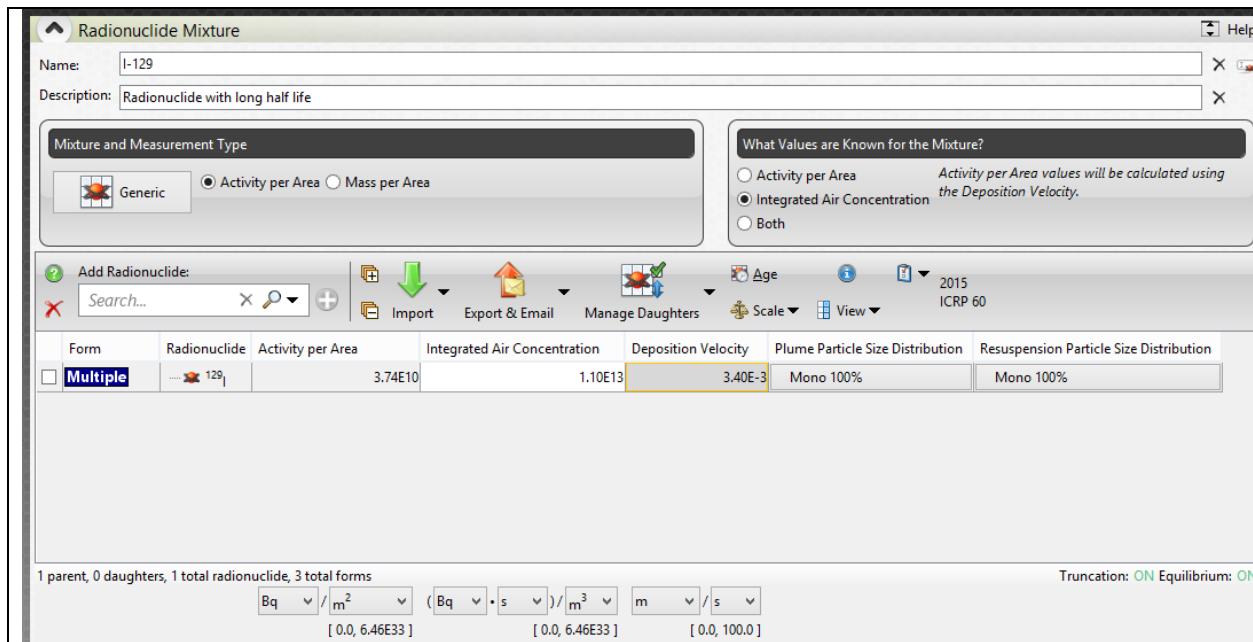 Radionuclide Mixture
Help
Name: I-129
Description: Radionuclide with long half life
Mixture and Measurement Type
Generic
Activity per Area Mass per Area
What Values are Known for the Mixture?
Activity per Area
Integrated Air Concentration
Both
Activity per Area values will be calculated using
the Deposition Velocity.
Add Radionuclide:
Search...
Import
Export & Email
Manage Daughters
Age
Scale
View
2015
ICRP 60
Form Radionuclide Activity per Area Integrated Air Concentration Deposition Velocity Plume Particle Size Distribution Resuspension Particle Size Distribution
Multiple 129I 3.74E10 1.10E13 3.40E-3 Mono 100% Mono 100%
1 parent, 0 daughters, 1 total radionuclide, 3 total forms Truncation: ON Equilibrium: ON
Bq / m² ( Bq • s )/ m³ m / s
[ 0.0, 6.46E33 ] [ 0.0, 6.46E33 ] [ 0.0, 100.0 ]